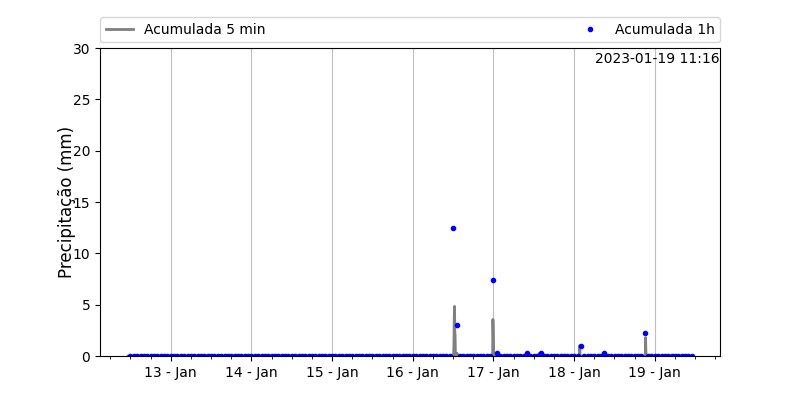 Acumulada 5 min
Acumulada 1h
2023-01-19 11:16
Precipitação (mm)
30
25
20
15
10
5
0
13 - Jan
14 - Jan
15 - Jan
16 - Jan
17 - Jan
18 - Jan
19 - Jan